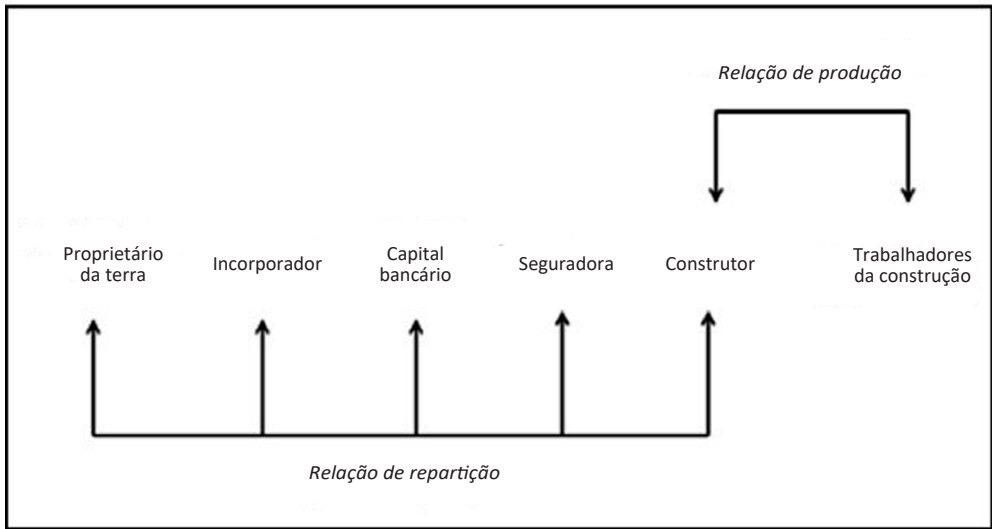 Relação de produção
Proprietário
da terra
Incorporador
Capital
bancário
Seguradora
Construtor
Trabalhadores
da construção
Relação de repartição